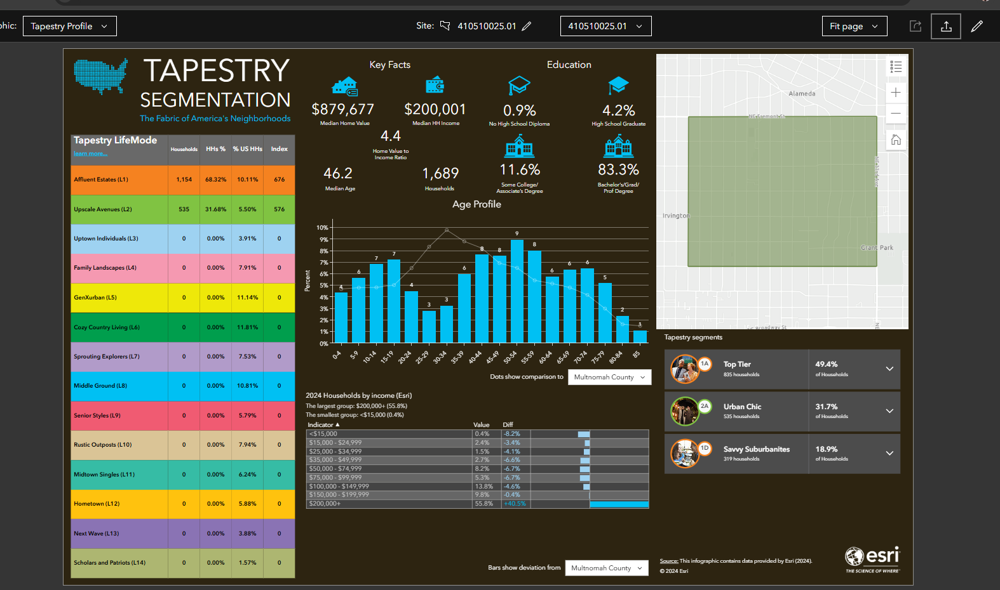 phic:
Tapestry Profile
Site:
410510025.01
410510025.01
Fit page
TAPESTRY
SEGMENTATION
The Fabric of America's Neighborhoods
Tapestry LifeMode
learn more...
Households HHs % % US HHs Index
Affluent Estates (L1) 1,154 68.32% 10.11% 676
Upscale Avenues (L2) 535 31.68% 5.50% 576
Uptown Individuals (L3) 0 0.00% 3.91% 0
Family Landscapes (L4) 0 0.00% 7.91% 0
GenXurban (L5) 0 0.00% 11.14% 0
Cozy Country Living (L6) 0 0.00% 11.81% 0
Sprouting Explorers (L7) 0 0.00% 7.53% 0
Middle Ground (L8) 0 0.00% 10.81% 0
Senior Styles (L9) 0 0.00% 5.79% 0
Rustic Outposts (L10) 0 0.00% 7.94% 0
Midtown Singles (L11) 0 0.00% 6.24% 0
Hometown (L12) 0 0.00% 5.88% 0
Next Wave (L13) 0 0.00% 3.88% 0
Scholars and Patriots (L14) 0 0.00% 1.57% 0
Key Facts
$879,677
Median Home Value
$200,001
Median HH Income
4.4
Home Value to
Income Ratio
46.2
Median Age
1,689
Households
Education
0.9%
No High School Diploma
4.2%
High School Graduate
11.6%
Some College/
Associate's Degree
83.3%
Bachelor's/Grad/
Prof Degree
Age Profile
Percent
10%
9%
8%
7%
6%
5%
4%
3%
2%
1%
0%
4 6 7 7 4 3 3 6 8 8 9 8 6 6 6 5 2 1
0-4 5-9 10-14 15-19 20-24 25-29 30-34 35-39 40-44 45-49 50-54 55-59 60-64 65-69 70-74 75-79 80-84 85
Dots show comparison to
Multnomah County
2024 Households by income (Esri)
The largest group: $200,000+ (55.8%)
The smallest group: <$15,000 (0.4%)
Indicator ▲ Value Diff
<$15,000 0.4% -8.2%
$15,000 - $24,999 2.4% -3.4%
$25,000 - $34,999 1.5% -4.1%
$35,000 - $49,999 2.7% -6.6%
$50,000 - $74,999 8.2% -6.7%
$75,000 - $99,999 5.3% -6.7%
$100,000 - $149,999 13.8% -4.6%
$150,000 - $199,999 9.8% -0.4%
$200,000+ 55.8% +40.5%
Bars show deviation from
Multnomah County
Alameda
NE Fremont St
Irvington
Grant Park
NE Broadway St
NE
Tapestry segments
1A
Top Tier
835 households
49.4%
of Households
2A
Urban Chic
535 households
31.7%
of Households
1D
Savvy Suburbanites
319 households
18.9%
of Households
Source: This infographic contains data provided by Esri (2024).
© 2024 Esri
esri
THE SCIENCE OF WHERE™